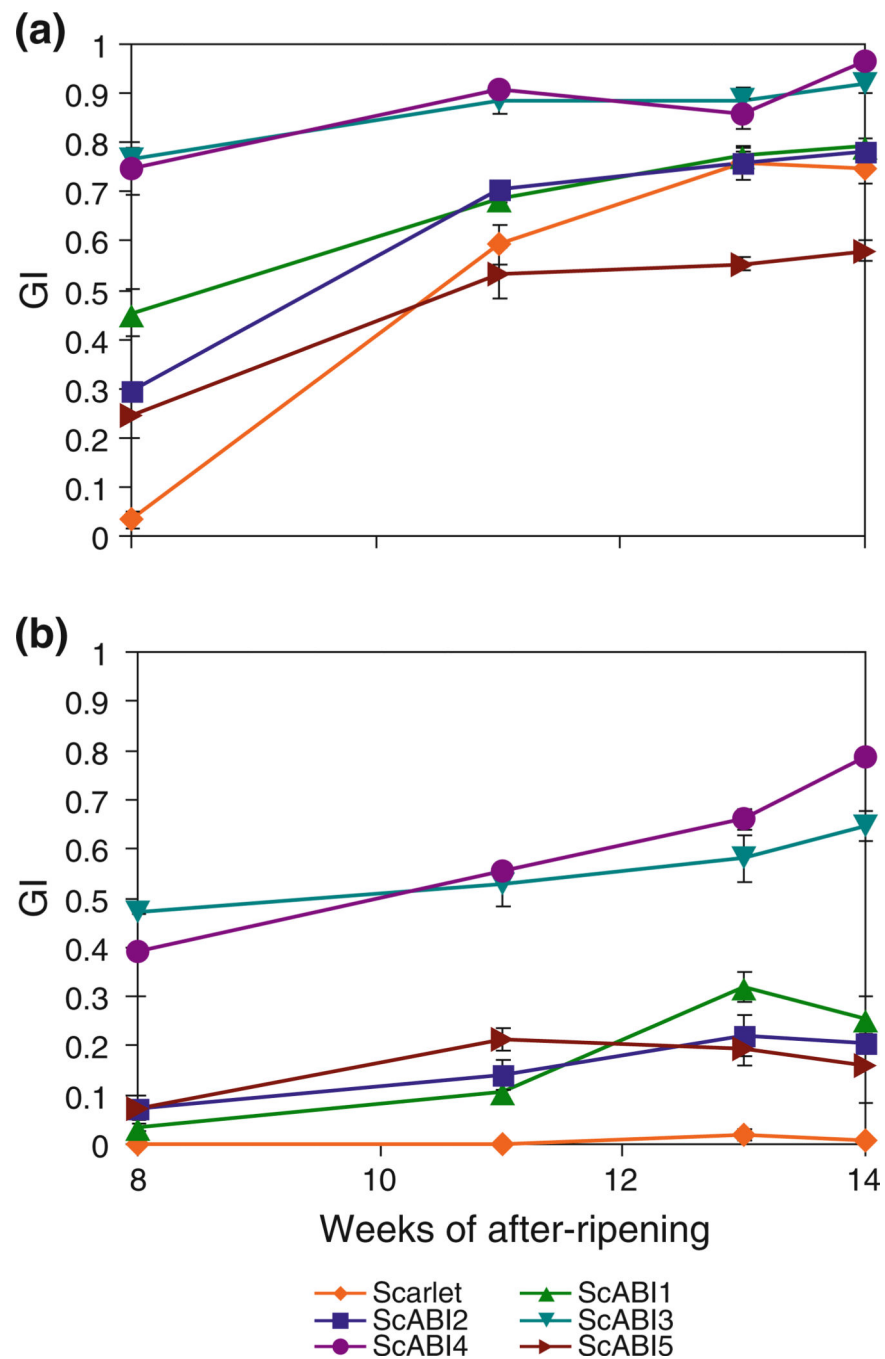 (a)
1
0.9
0.8
0.7
0.6
0.5
0.4
0.3
0.2
0.1
0
GI
(b)
1
0.9
0.8
0.7
0.6
0.5
0.4
0.3
0.2
0.1
0
GI
8 10 12 14
Weeks of after-ripening
Scarlet ScABI1
ScABI2 ScABI3
ScABI4 ScABI5